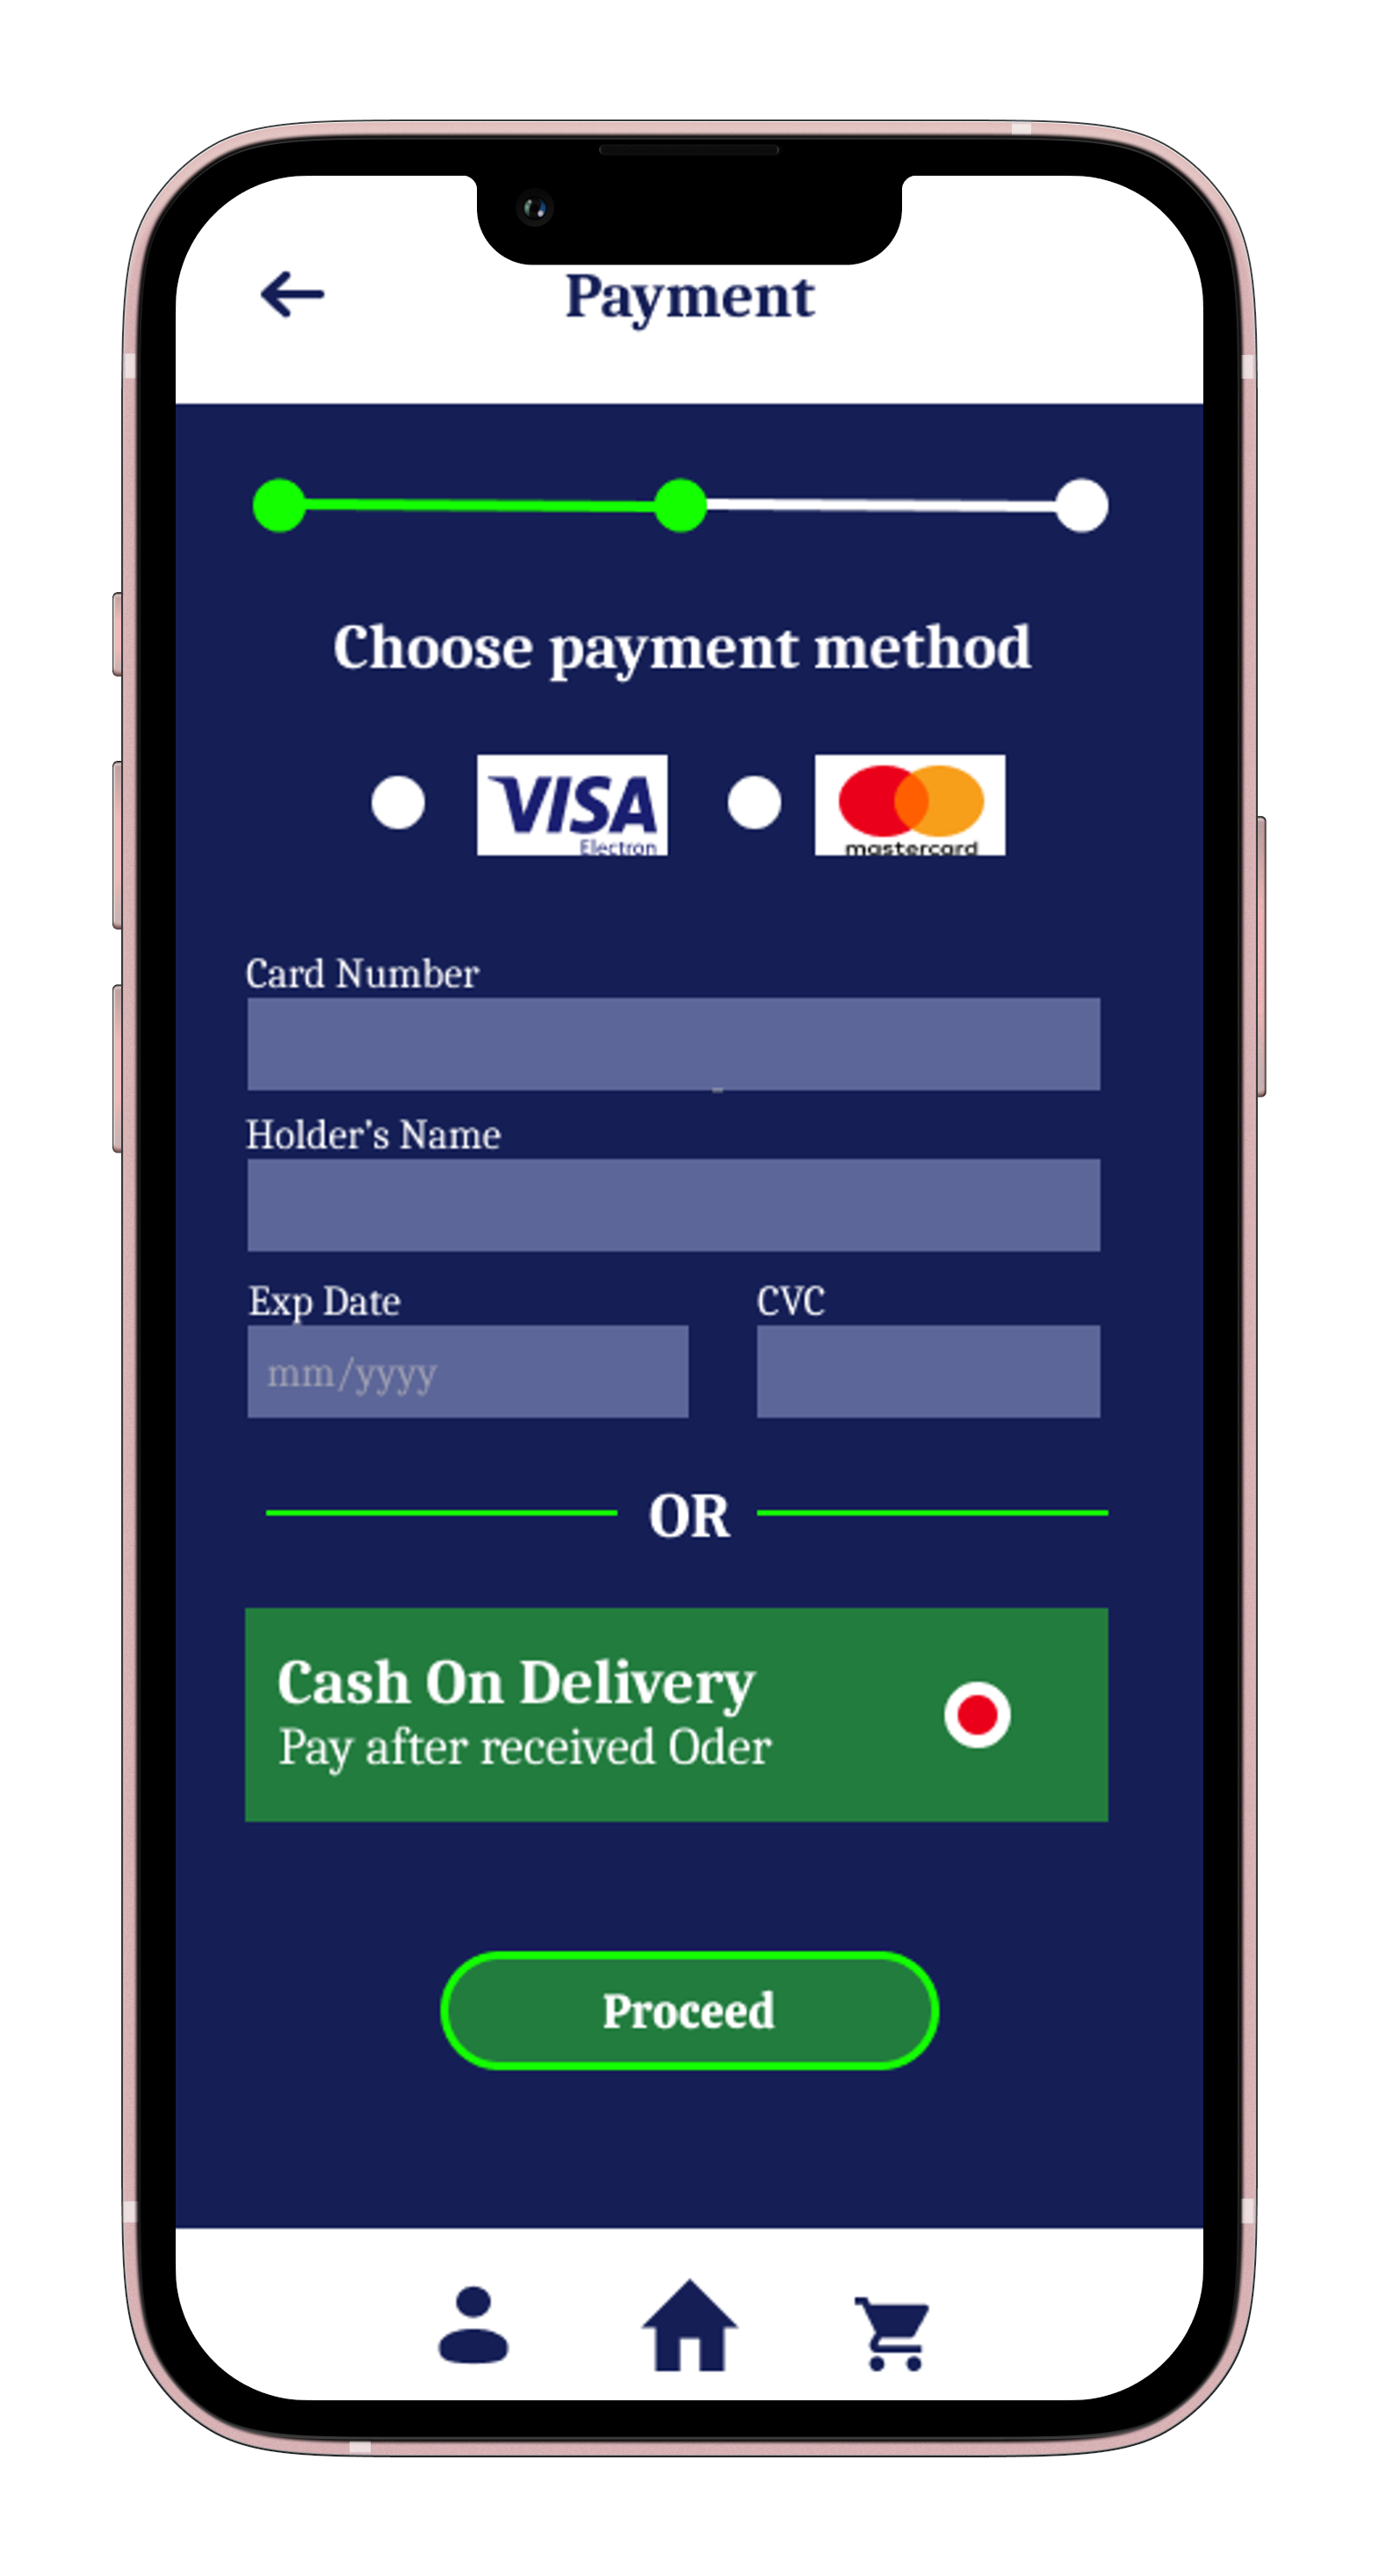 Payment
Choose payment method
VISA
Electron
mastercard
Card Number
Holder's Name
Exp Date
CVC
mm/yyyy
OR
Cash On Delivery
Pay after received Oder
Proceed